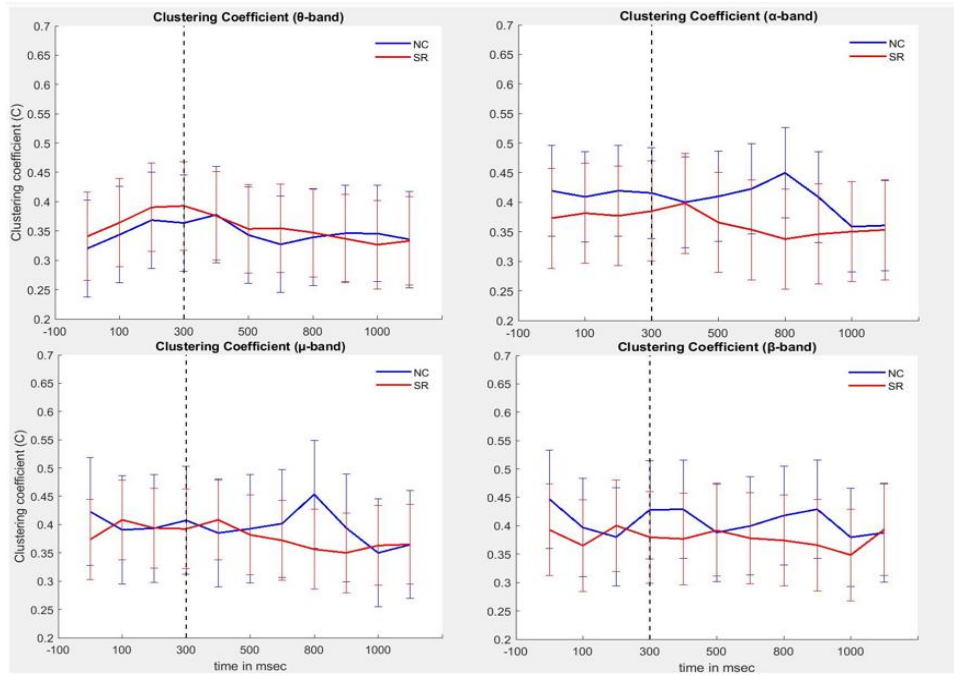 Clustering Coefficient (θ-band)
0.7
0.65
0.6
0.55
0.5
0.45
0.4
0.35
0.3
0.25
0.2
Clustering coefficient (C)
NC
SR
-100 100 300 500 800 1000
Clustering Coefficient (α-band)
0.7
0.65
0.6
0.55
0.5
0.45
0.4
0.35
0.3
0.25
0.2
NC
SR
-100 100 300 500 800 1000
Clustering Coefficient (μ-band)
0.7
0.65
0.6
0.55
0.5
0.45
0.4
0.35
0.3
0.25
0.2
Clustering coefficient (C)
NC
SR
-100 100 300 500 800 1000
time in msec
Clustering Coefficient (β-band)
0.7
0.65
0.6
0.55
0.5
0.45
0.4
0.35
0.3
0.25
0.2
NC
SR
-100 100 300 500 800 1000
time in msec